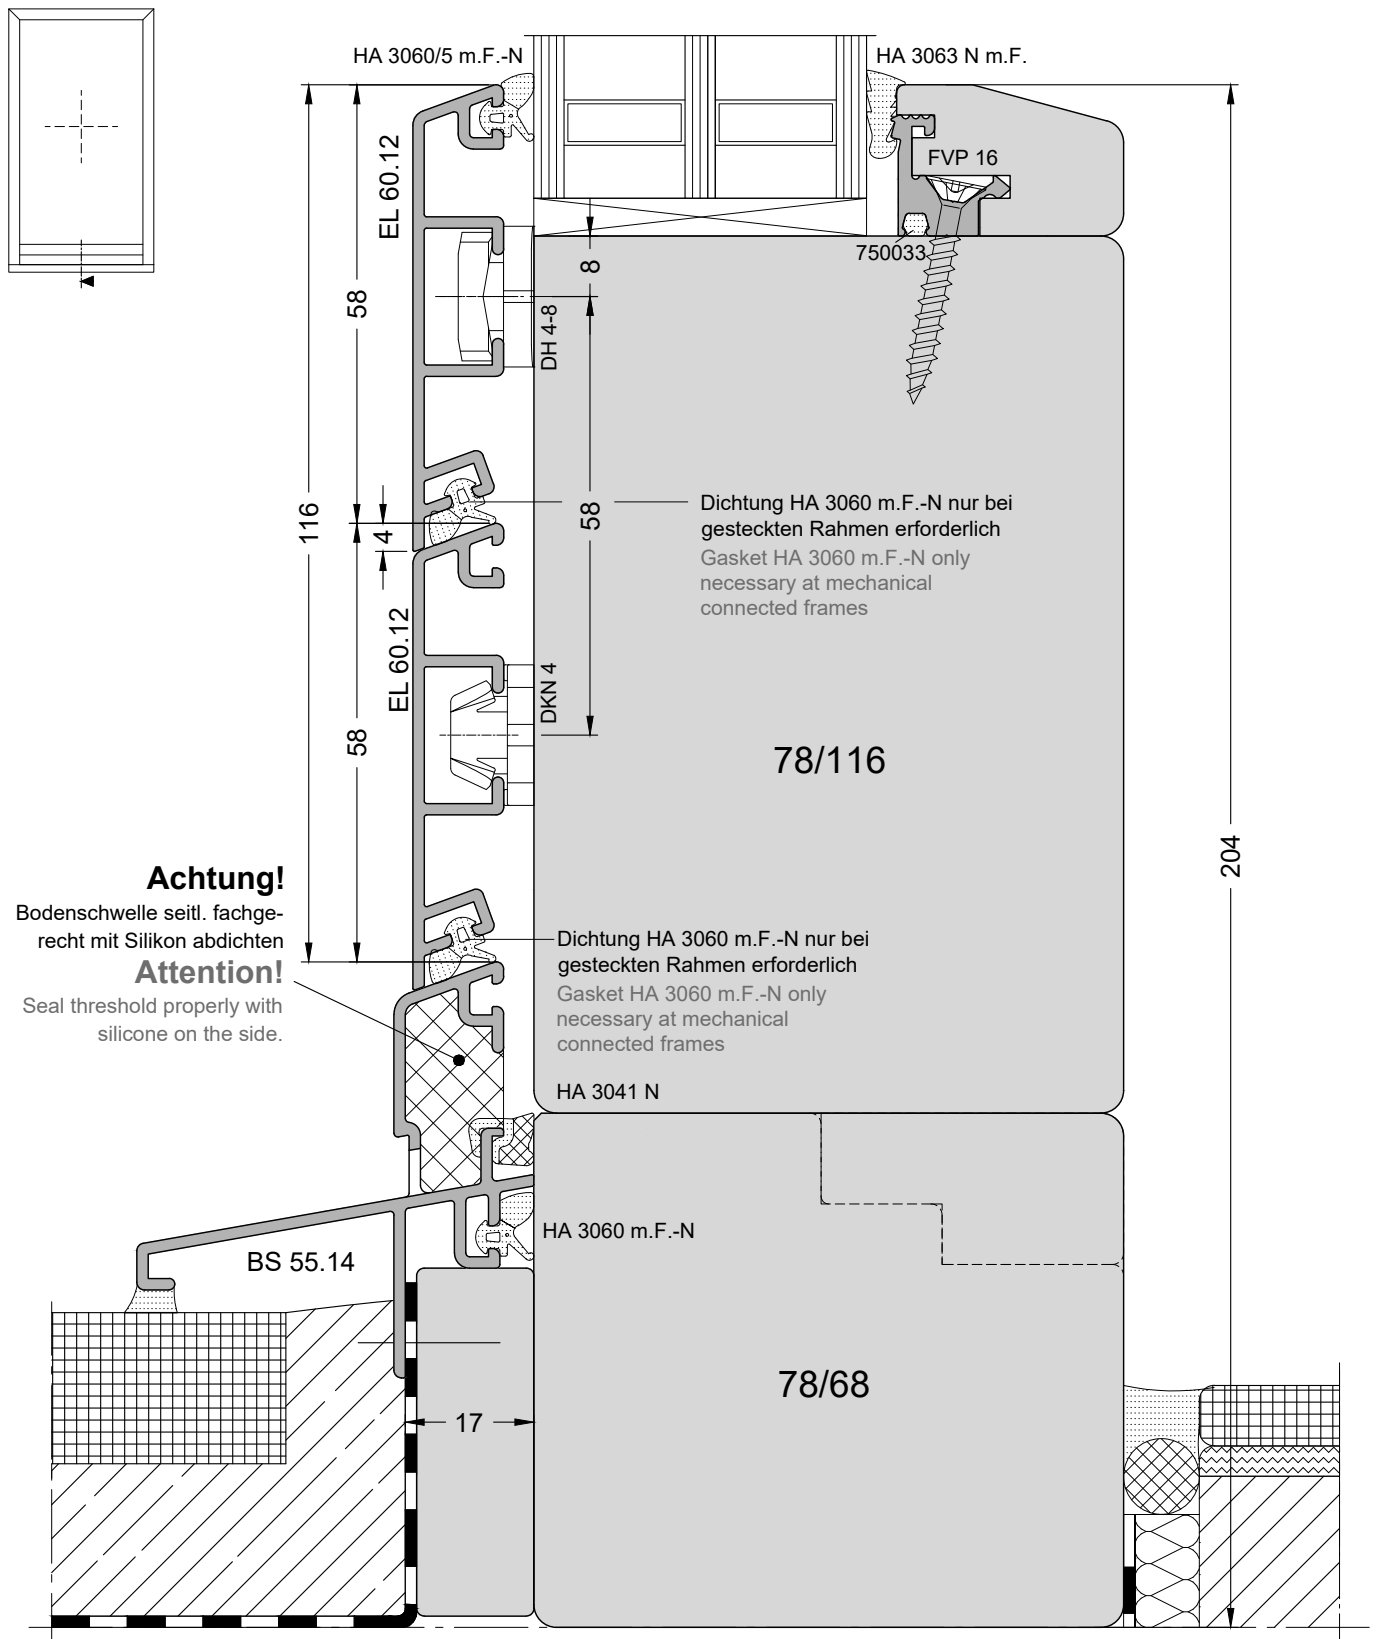 HA 3060/5 m.F.-N
HA 3063 N m.F.
EL 60.12
FVP 16
750033
8
58
DH 4-8
116
58
4
58
Dichtung HA 3060 m.F.-N nur bei
gesteckten Rahmen erforderlich
Gasket HA 3060 m.F.-N only
necessary at mechanical
connected frames
EL 60.12
DKN 4
58
78/116
204
Achtung!
Bodenschwelle seitl. fachge-
recht mit Silikon abdichten
Attention!
Seal threshold properly with
silicone on the side.
Dichtung HA 3060 m.F.-N nur bei
gesteckten Rahmen erforderlich
Gasket HA 3060 m.F.-N only
necessary at mechanical
connected frames
HA 3041 N
HA 3060 m.F.-N
BS 55.14
78/68
17